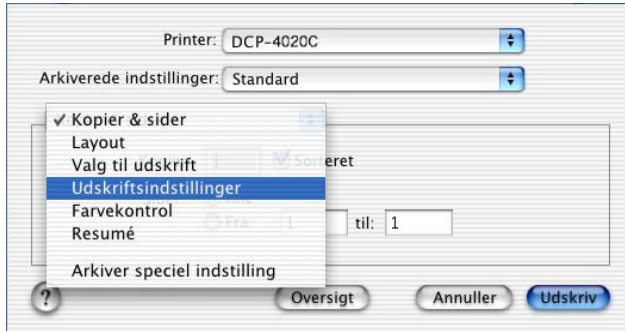 Printer: DCP-4020C
Arkiverede indstillinger: Standard
✓ Kopier & sider
Layout
Valg til udskrift
1 Sorteret
Udskriftsindstillinger
Farvekontrol
Fra: 1 til: 1
Resumé
Arkiver speciel indstilling
? Oversigt Annuller Udskriv